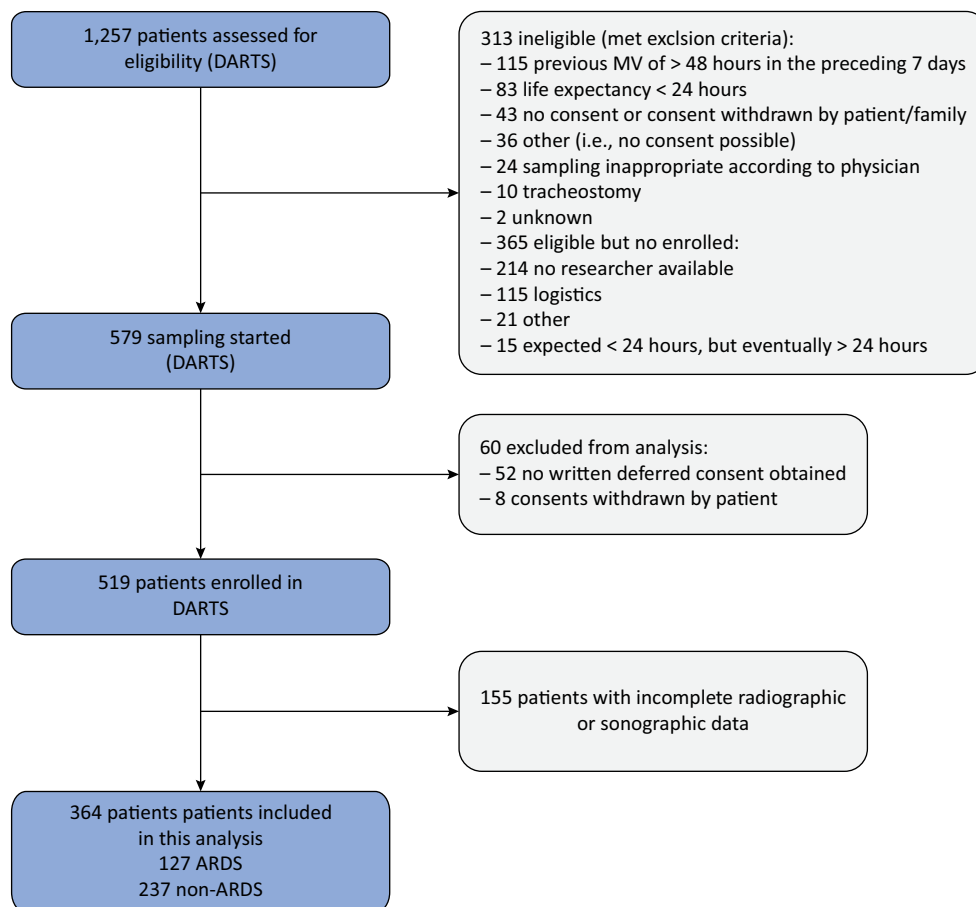 1,257 patients assessed for
eligibility (DARTS)
313 ineligible (met exclsion criteria):
– 115 previous MV of > 48 hours in the preceding 7 days
– 83 life expectancy < 24 hours
– 43 no consent or consent withdrawn by patient/family
– 36 other (i.e., no consent possible)
– 24 sampling inappropriate according to physician
– 10 tracheostomy
– 2 unknown
– 365 eligible but no enrolled:
– 214 no researcher available
– 115 logistics
– 21 other
– 15 expected < 24 hours, but eventually > 24 hours
579 sampling started
(DARTS)
60 excluded from analysis:
– 52 no written deferred consent obtained
– 8 consents withdrawn by patient
519 patients enrolled in
DARTS
155 patients with incomplete radiographic
or sonographic data
364 patients patients included
in this analysis
127 ARDS
237 non-ARDS